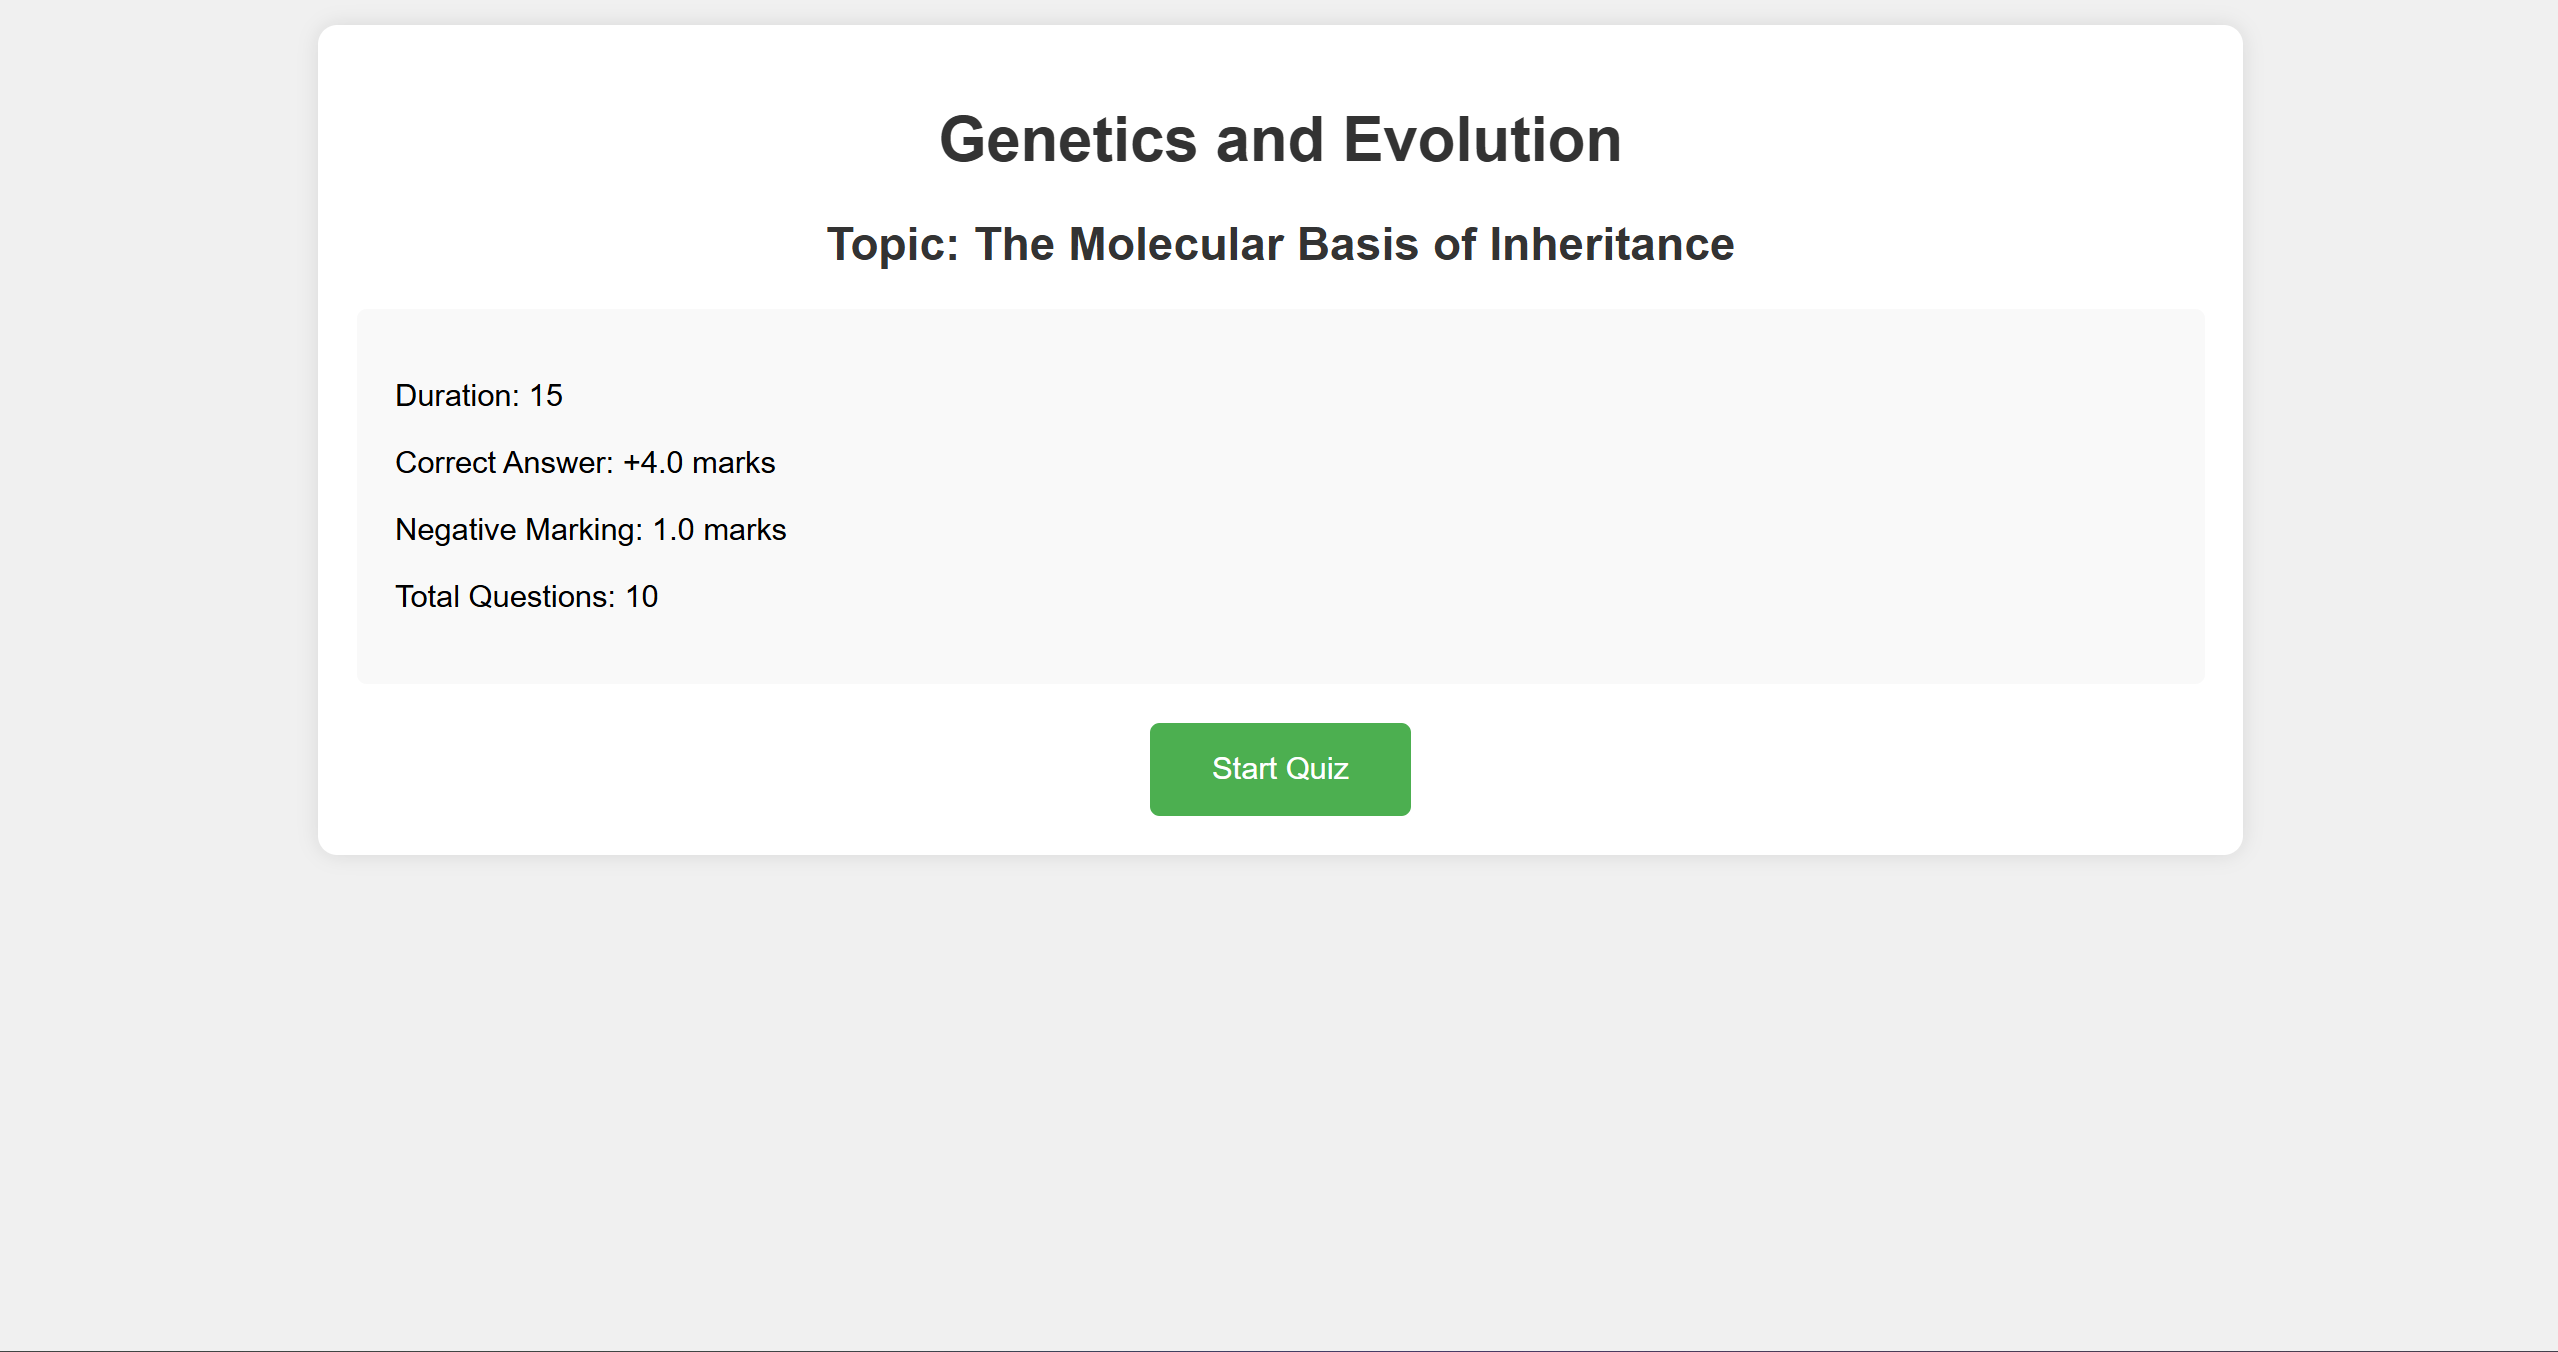 Genetics and Evolution
Topic: The Molecular Basis of Inheritance
Duration: 15
Correct Answer: +4.0 marks
Negative Marking: 1.0 marks
Total Questions: 10
Start Quiz